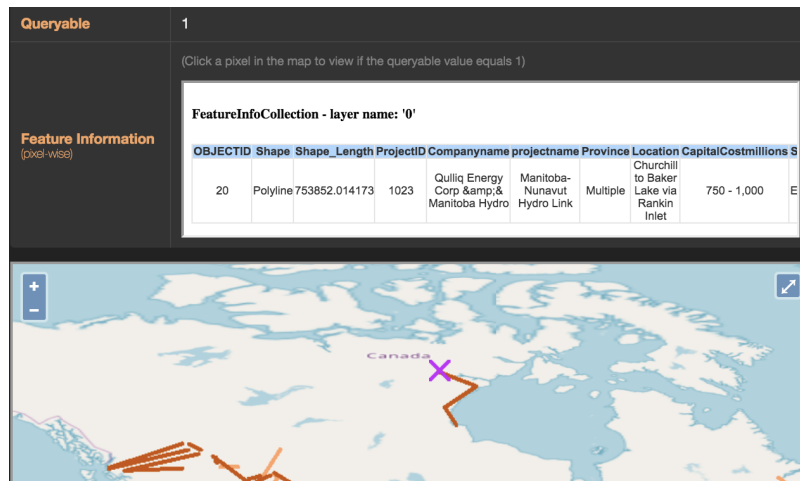 Queryable 1
(Click a pixel in the map to view if the queryable value equals 1)
FeatureInfoCollection - layer name: '0'
Feature Information
(pixel-wise)
OBJECTID Shape Shape_Length ProjectID Companyname projectname Province Location CapitalCostmillions S
20 Polyline 753852.014173 1023 Qulliq Energy Corp &amp;& Manitoba Hydro Manitoba-Nunavut Hydro Link Multiple Churchill to Baker Lake via Rankin Inlet 750 - 1,000 E
+
−
Canada